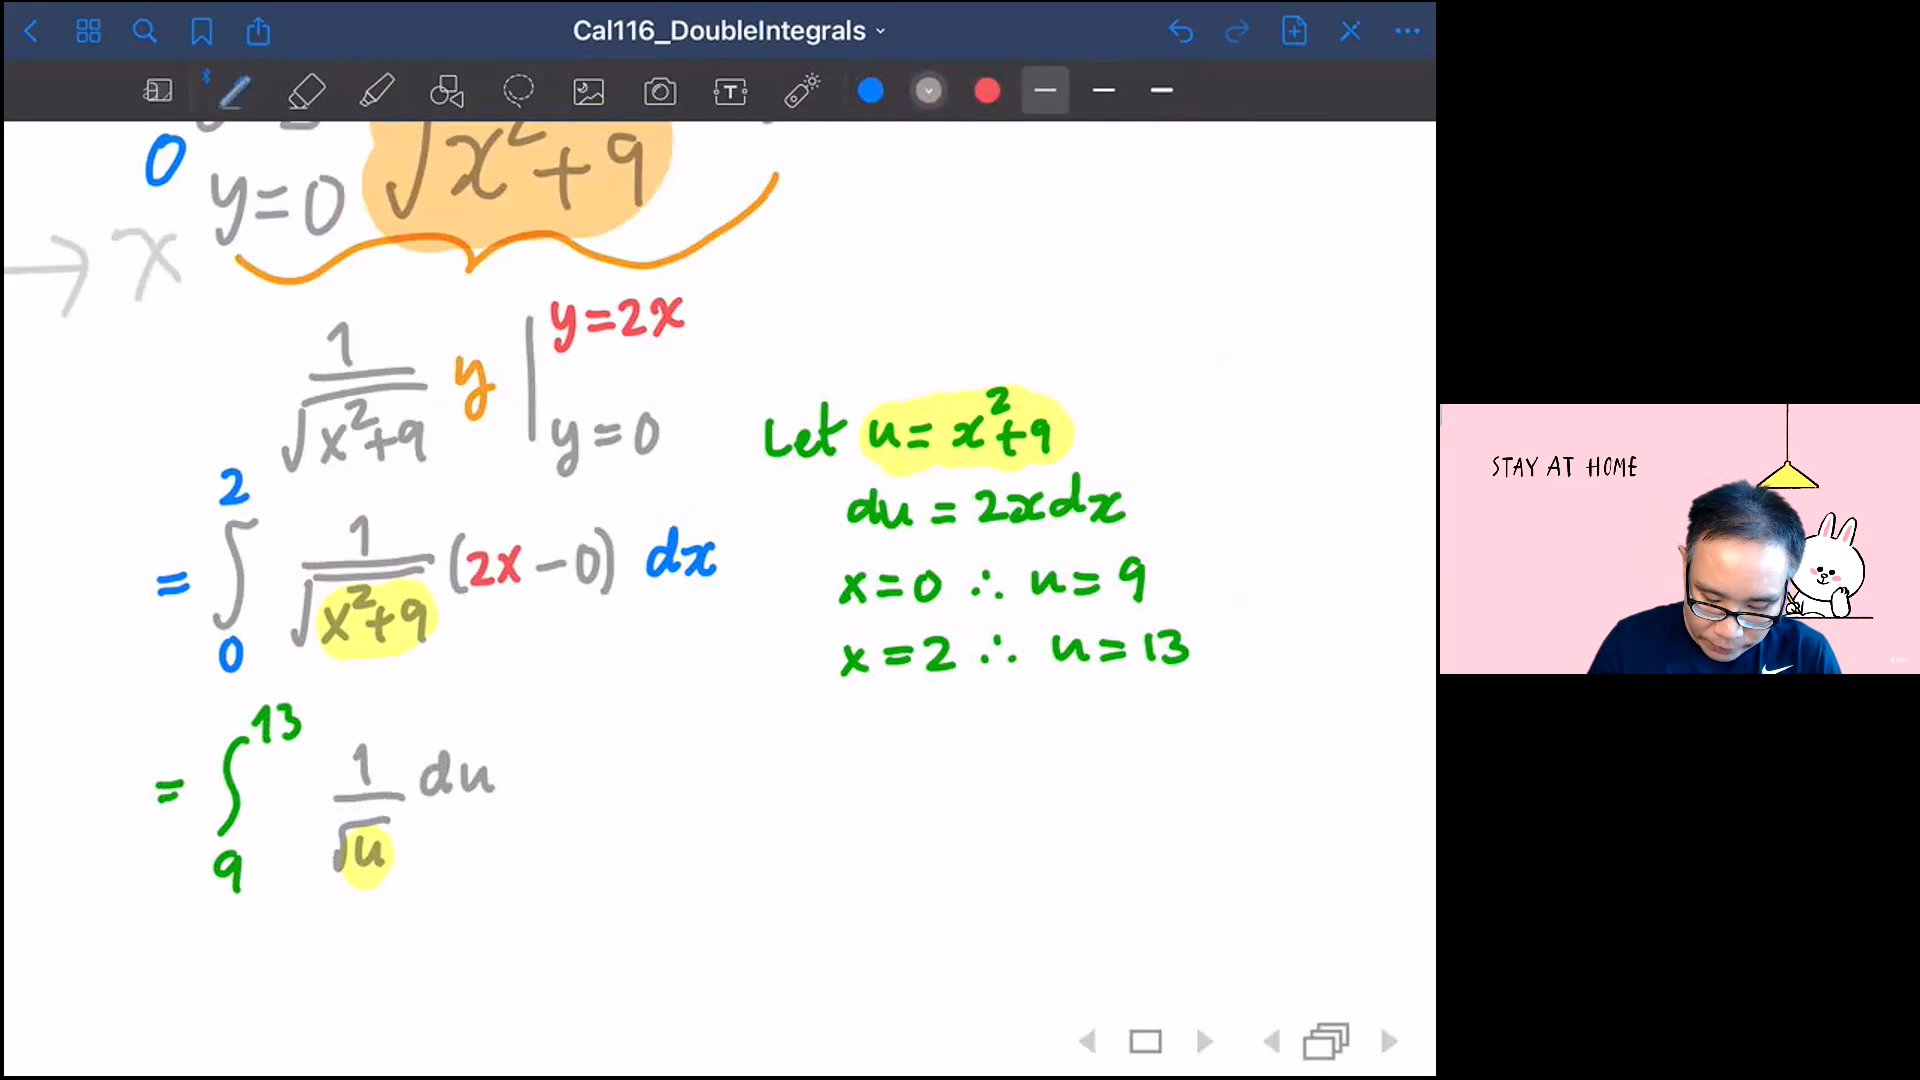 Cal116_DoubleIntegrals
0 y=0 √x²+9
→ x
1/√x²+9 y | y=2x y=0
= ∫ 2 0 1/√x²+9 (2x-0) dx
= ∫ 13 9 1/√u du
Let u= x²+9
du = 2xdx
x=0 ∴ u=9
x=2 ∴ u=13
STAY AT HOME